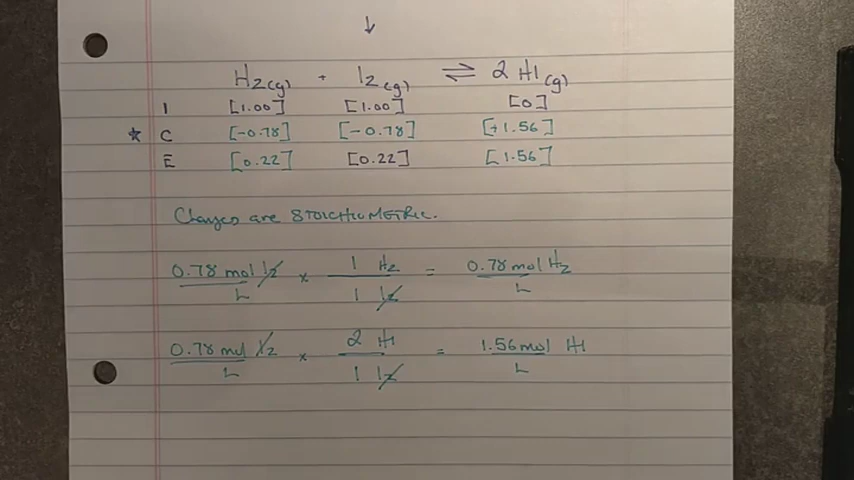 ↓
H2(g) + I2(g) ⇌ 2 HI(g)
I [1.00] [1.00] [0]
★ C [-0.78] [-0.78] [+1.56]
E [0.22] [0.22] [1.56]
Changes are STOICHIOMETRIC.
0.78 mol I2/L × 1 H2/1 I2 = 0.78 mol H2/L
0.78 mol I2/L × 2 HI/1 I2 = 1.56 mol HI/L